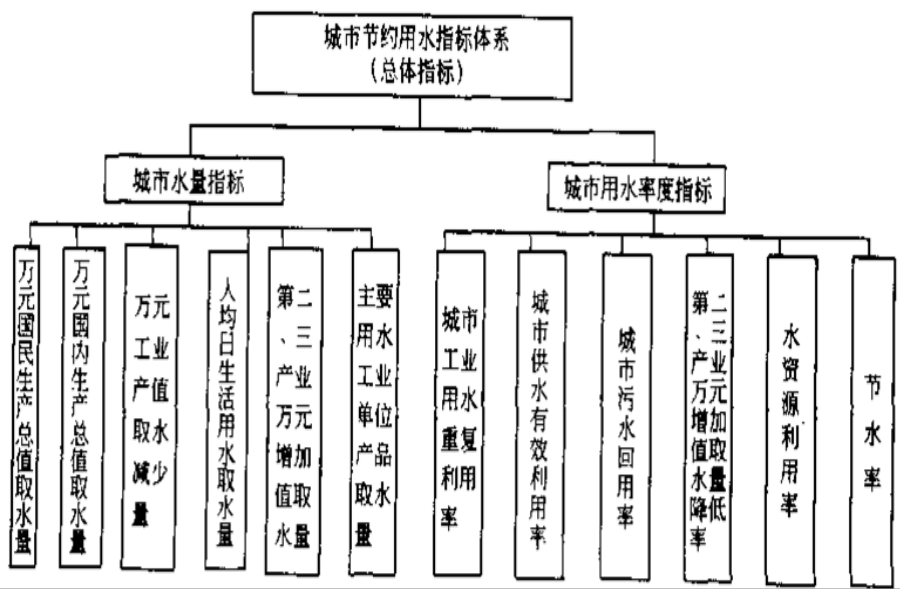 城市节约用水指标体系
（总体指标）
城市水量指标
城市用水率度指标
万元国民生产总值取水量
万元国内生产总值取水量
万元工业产值取水减少量
人均日生活用水取水量
第二、三产业万元增加值取水量
主要用水工业单位产品取水量
城市工业用水重复利用率
城市供水有效利用率
城市污水回用率
第二、三产业万元增加值取水量降低率
水资源利用率
节水率